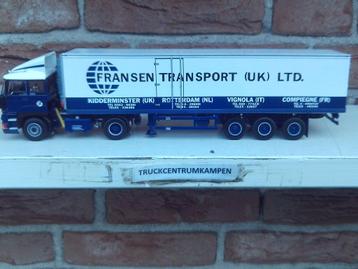 FRANSEN TRANSPORT (UK) LTD.
KIDDERMINSTER (UK) ROTTERDAM (NL) VIGNOLA (IT) COMPIEGNE (FR)
TRUCKCENTRUMKAMPEN